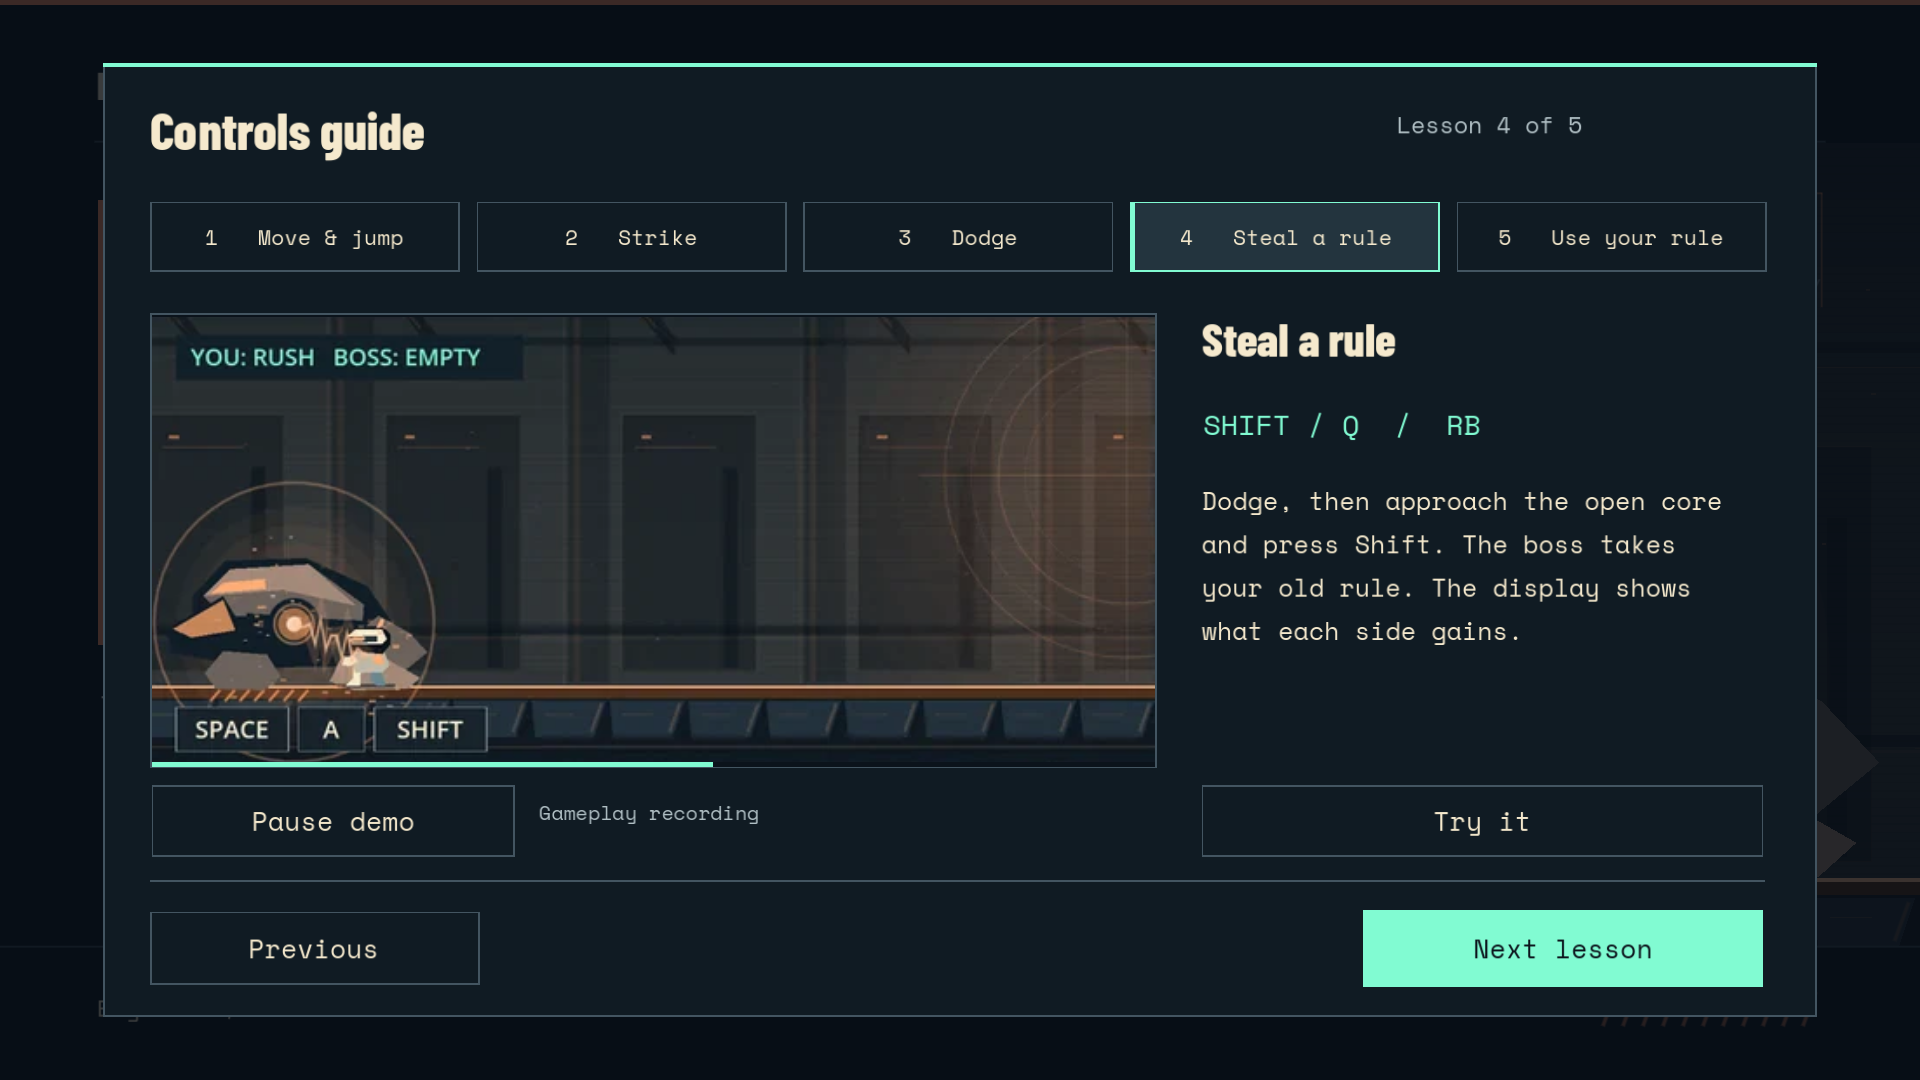 Controls guide
Lesson 4 of 5
1 Move & jump
2 Strike
3 Dodge
4 Steal a rule
5 Use your rule
YOU: RUSH BOSS: EMPTY
SPACE
A
SHIFT
Steal a rule
SHIFT / Q / RB
Dodge, then approach the open core
and press Shift. The boss takes
your old rule. The display shows
what each side gains.
Pause demo
Gameplay recording
Try it
Previous
Next lesson